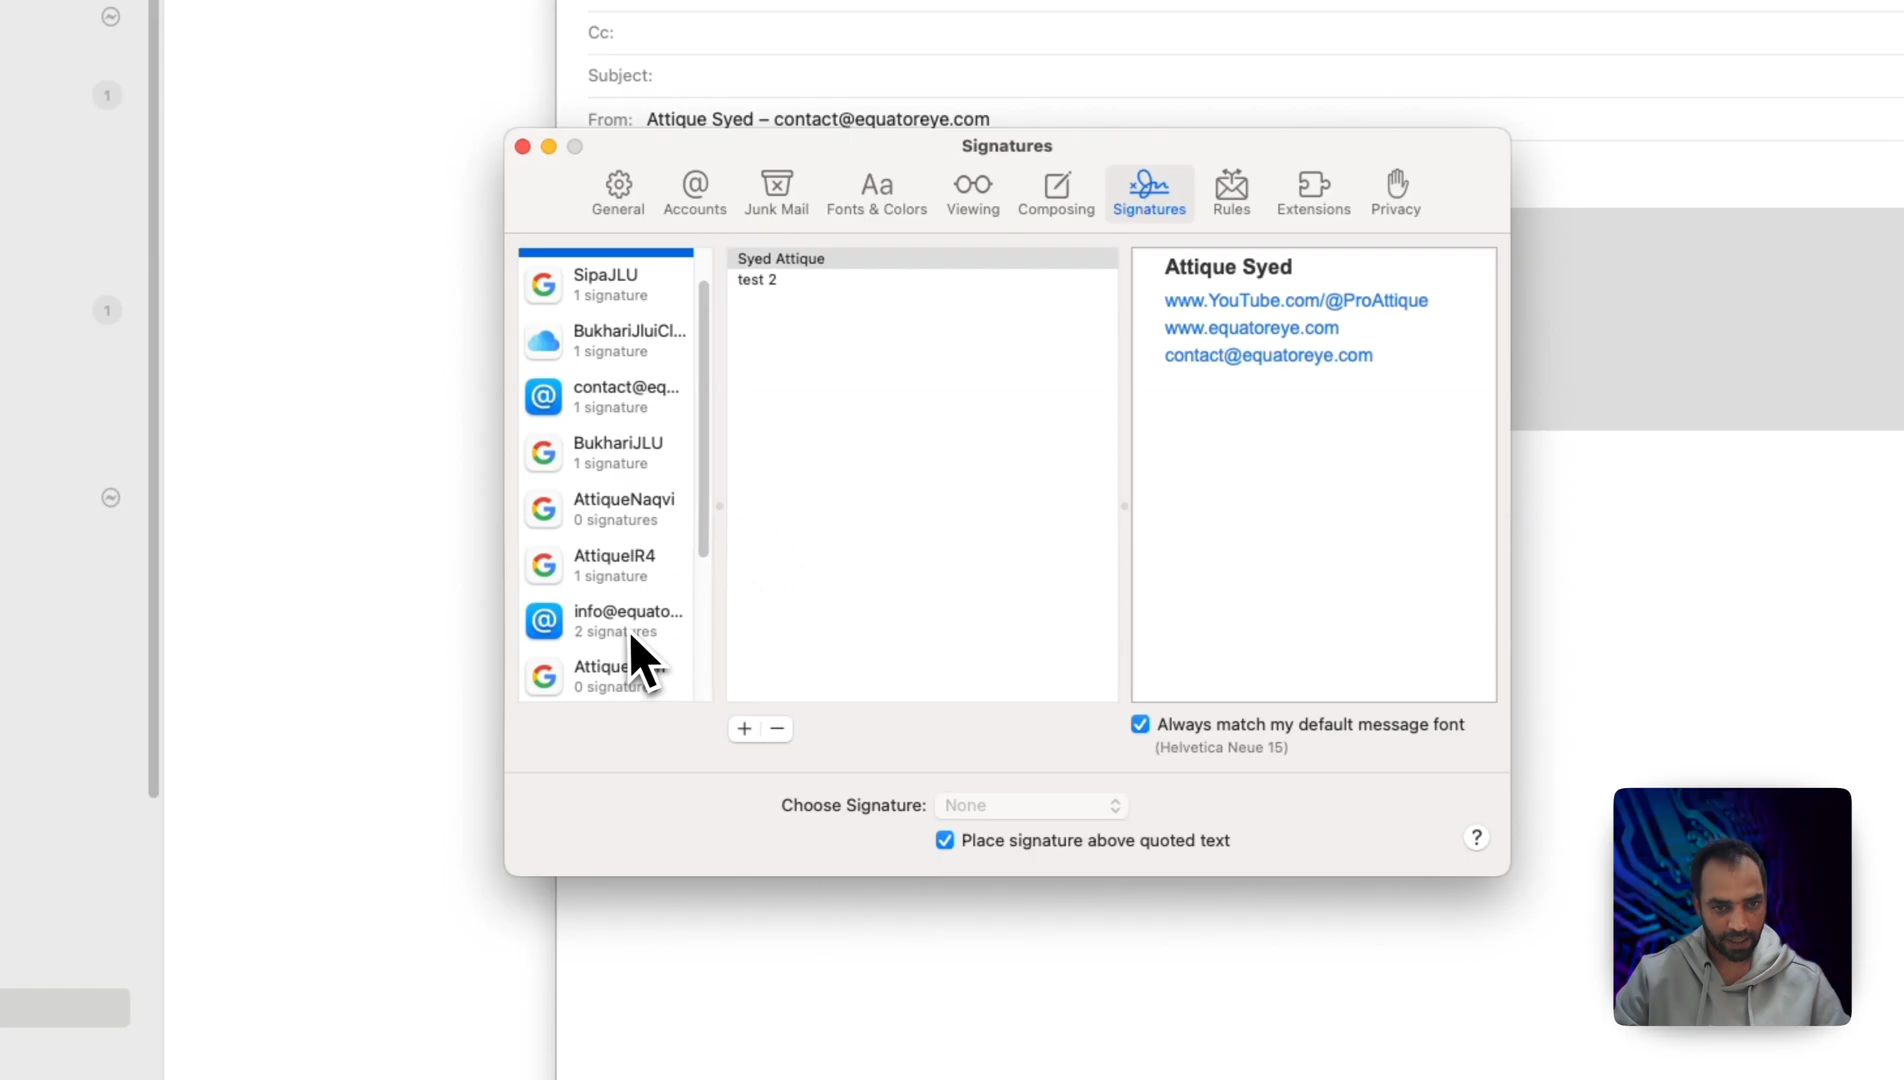 Cc:
Subject:
From: Attique Syed – contact@equatoreye.com
Signatures
General
Accounts
Junk Mail
Fonts & Colors
Viewing
Composing
Signatures
Rules
Extensions
Privacy
1
1
SipaJLU
1 signature
BukhariJluiCl...
1 signature
contact@eq...
1 signature
BukhariJLU
1 signature
AttiqueNaqvi
0 signatures
AttiqueIR4
1 signature
info@equato...
2 signatures
Attique
0 signature
Syed Attique
test 2
Attique Syed
www.YouTube.com/@ProAttique
www.equatoreye.com
contact@equatoreye.com
+ −
Always match my default message font
(Helvetica Neue 15)
Choose Signature: None
Place signature above quoted text
?